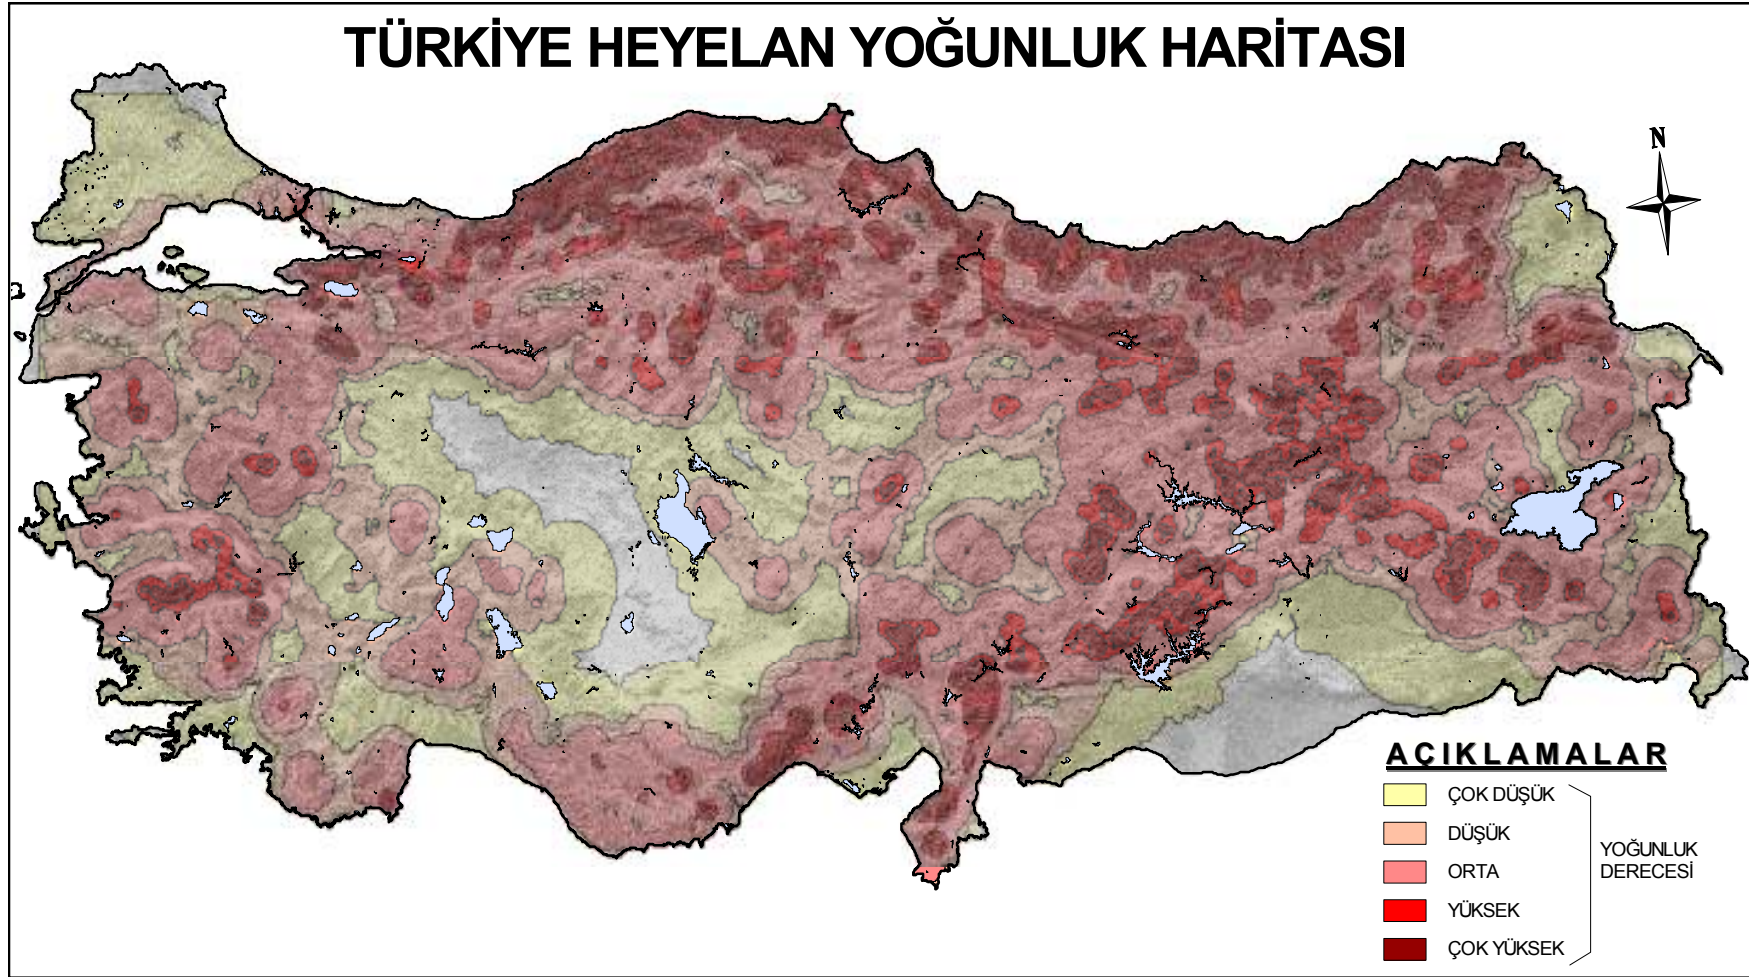 TÜRKİYE HEYELAN YOĞUNLUK HARİTASI
N
AÇIKLAMALAR
ÇOK DÜŞÜK
DÜŞÜK
ORTA
YÜKSEK
ÇOK YÜKSEK
YOĞUNLUK
DERECESİ